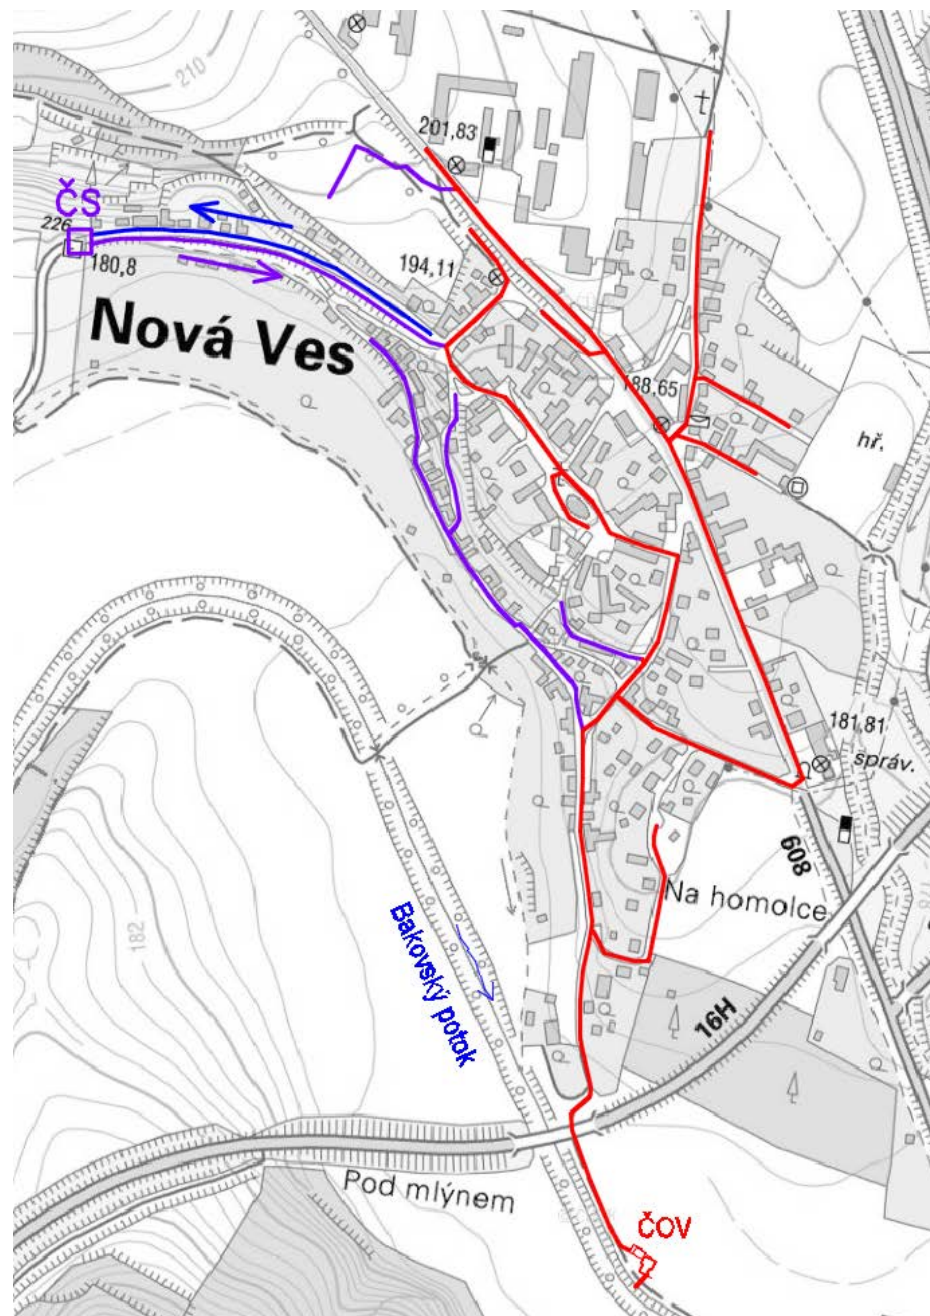 210
201,83
ČS
226
180,8
194,11
Nová Ves
188,65
hř.
181,81
správ.
608
Na homolce
182
Bakovský potok
16H
Pod mlýnem
ČOV